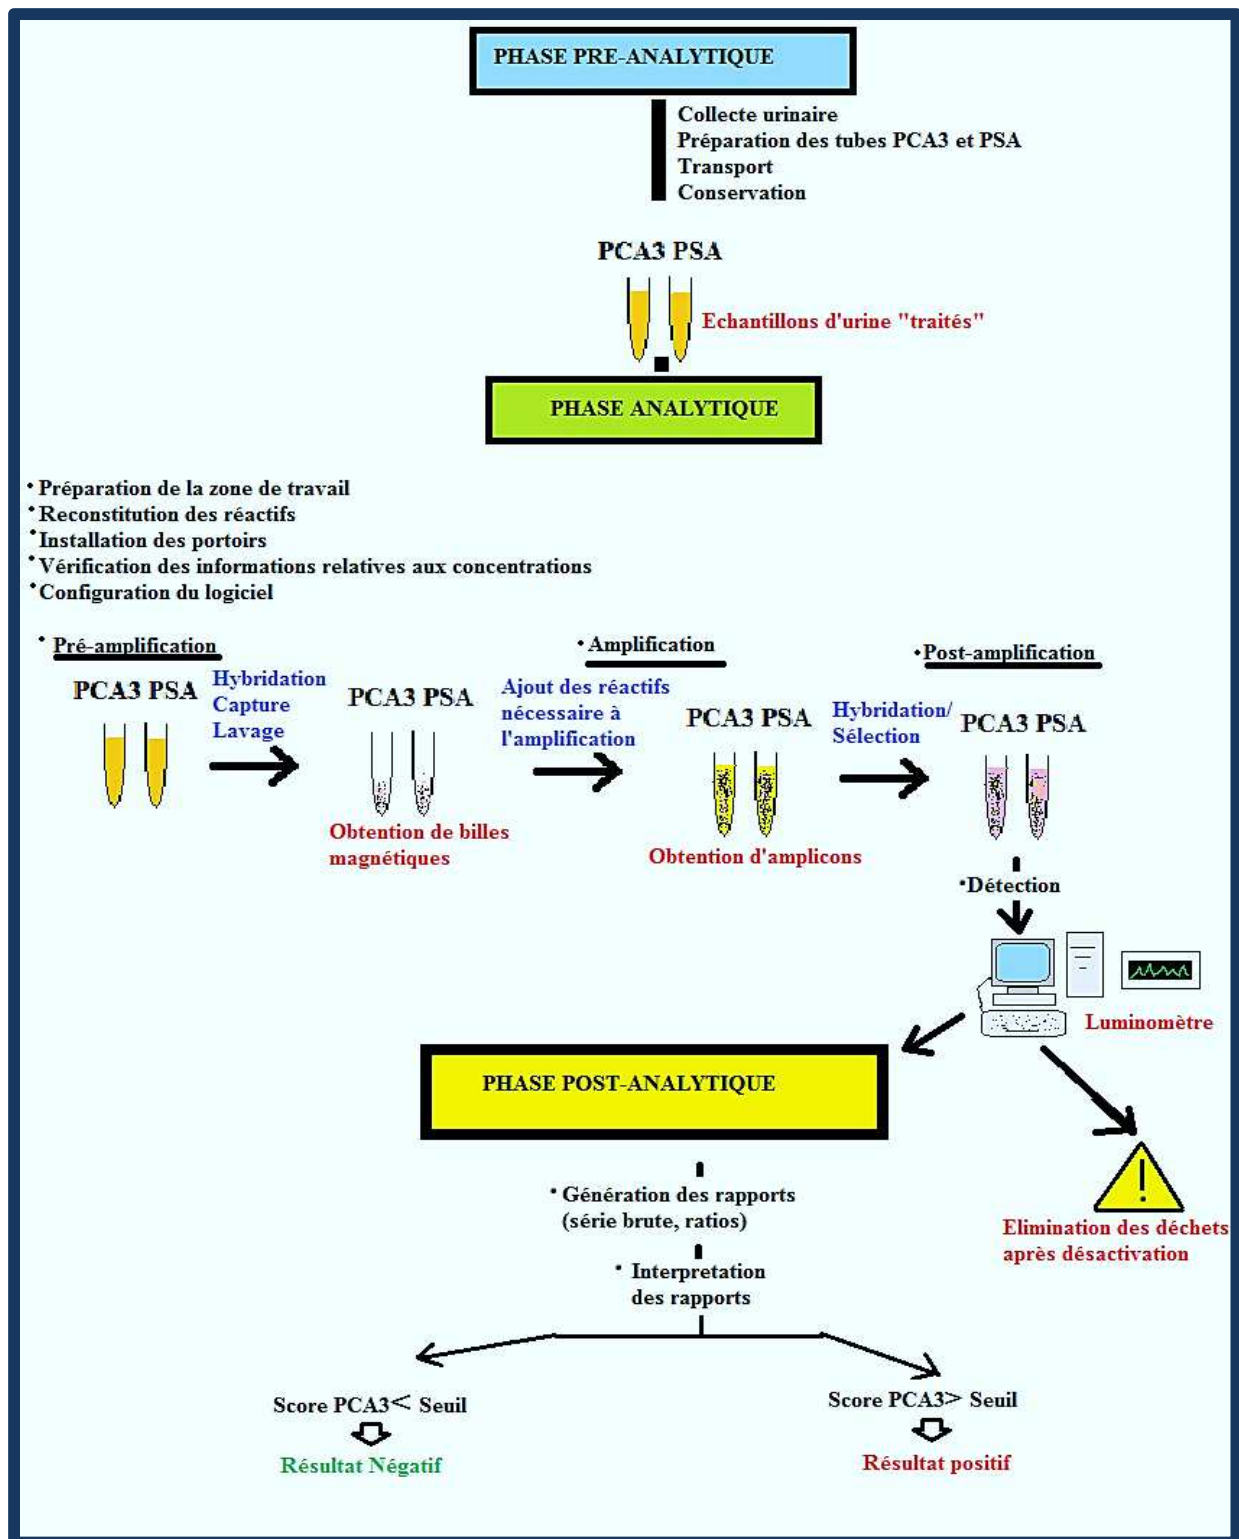 PHASE PRE-ANALYTIQUE
Collecte urinaire
Préparation des tubes PCA3 et PSA
Transport
Conservation
PCA3 PSA
Echantillons d'urine "traités"
PHASE ANALYTIQUE
• Préparation de la zone de travail
• Reconstitution des réactifs
• Installation des portoirs
• Vérification des informations relatives aux concentrations
• Configuration du logiciel
• Pré-amplification
PCA3 PSA
Hybridation
Capture
Lavage
PCA3 PSA
Obtention de billes
magnétiques
• Amplification
Ajout des réactifs
nécessaire à
l'amplification
PCA3 PSA
Obtention d'amplicons
• Post-amplification
Hybridation/
Sélection
PCA3 PSA
• Détection
Luminomètre
PHASE POST-ANALYTIQUE
!
Elimination des déchets
après désactivation
• Génération des rapports
(série brute, ratios)
• Interpretation
des rapports
Score PCA3< Seuil
Résultat Négatif
Score PCA3> Seuil
Résultat positif